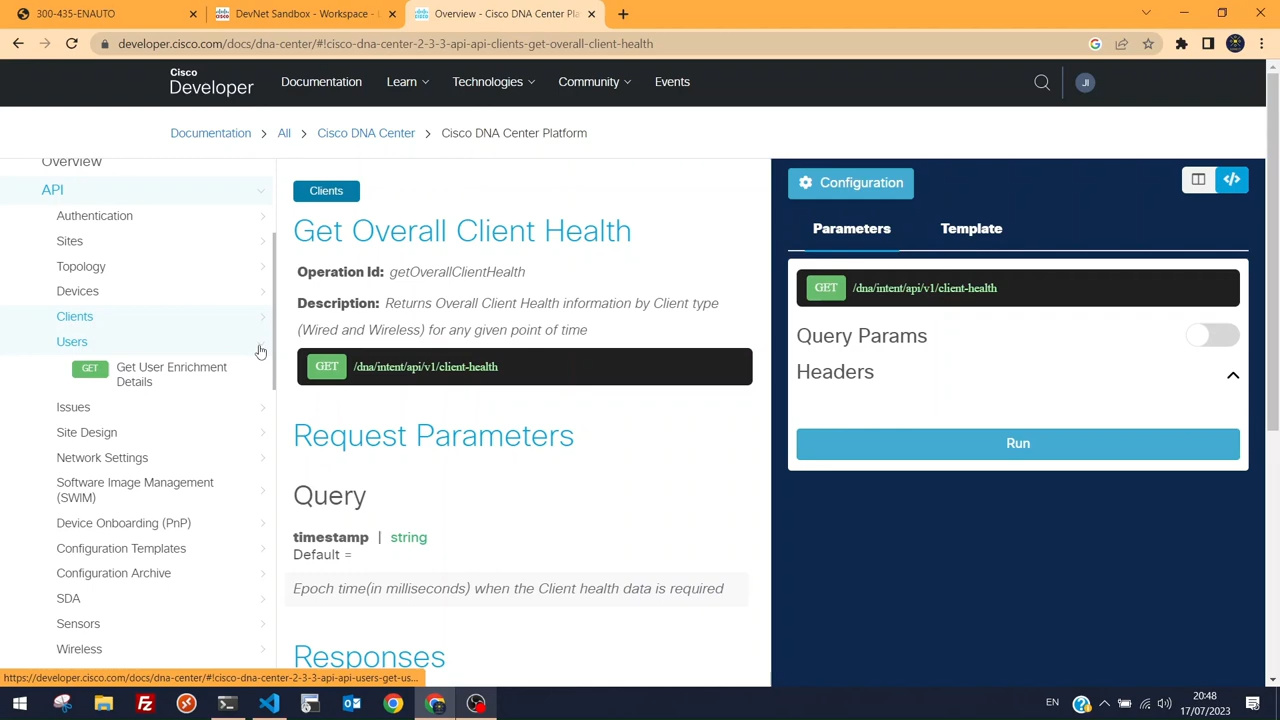 300-435-ENAUTO
DevNet Sandbox - Workspace - L
Overview - Cisco DNA Center Pla
developer.cisco.com/docs/dna-center/#!cisco-dna-center-2-3-3-api-api-clients-get-overall-client-health
Cisco
Developer
Documentation
Learn
Technologies
Community
Events
JI
Documentation > All > Cisco DNA Center > Cisco DNA Center Platform
Overview
API
Authentication
Sites
Topology
Devices
Clients
Users
GET Get User Enrichment
Details
Issues
Site Design
Network Settings
Software Image Management
(SWIM)
Device Onboarding (PnP)
Configuration Templates
Configuration Archive
SDA
Sensors
Wireless
Clients
Get Overall Client Health
Operation Id: getOverallClientHealth
Description: Returns Overall Client Health information by Client type
(Wired and Wireless) for any given point of time
GET /dna/intent/api/v1/client-health
Request Parameters
Query
timestamp | string
Default =
Epoch time(in milliseconds) when the Client health data is required
Responses
Configuration
Parameters
Template
GET /dna/intent/api/v1/client-health
Query Params
Headers
Run
https://developer.cisco.com/docs/dna-center/#!cisco-dna-center-2-3-3-api-api-users-get-us...
EN
20:48
17/07/2023